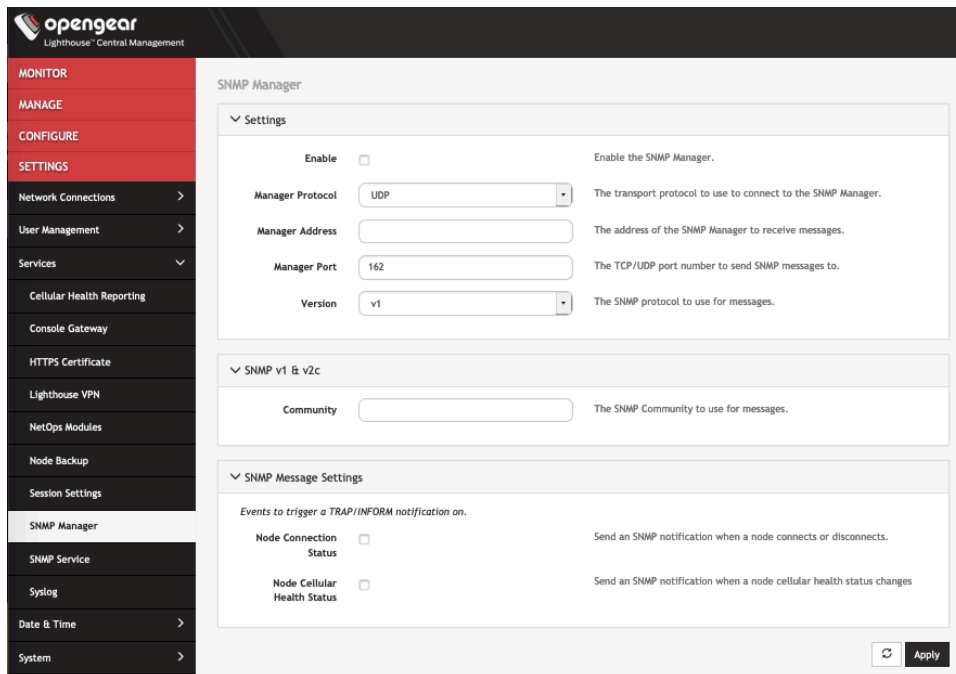 opengear
Lighthouse™ Central Management
MONITOR
MANAGE
CONFIGURE
SETTINGS
Network Connections
User Management
Services
Cellular Health Reporting
Console Gateway
HTTPS Certificate
Lighthouse VPN
NetOps Modules
Node Backup
Session Settings
SNMP Manager
SNMP Service
Syslog
Date & Time
System
SNMP Manager
Settings
Enable
Enable the SNMP Manager.
Manager Protocol
UDP
The transport protocol to use to connect to the SNMP Manager.
Manager Address
The address of the SNMP Manager to receive messages.
Manager Port
162
The TCP/UDP port number to send SNMP messages to.
Version
v1
The SNMP protocol to use for messages.
SNMP v1 & v2c
Community
The SNMP Community to use for messages.
SNMP Message Settings
Events to trigger a TRAP/INFORM notification on.
Node Connection
Status
Send an SNMP notification when a node connects or disconnects.
Node Cellular
Health Status
Send an SNMP notification when a node cellular health status changes
Apply